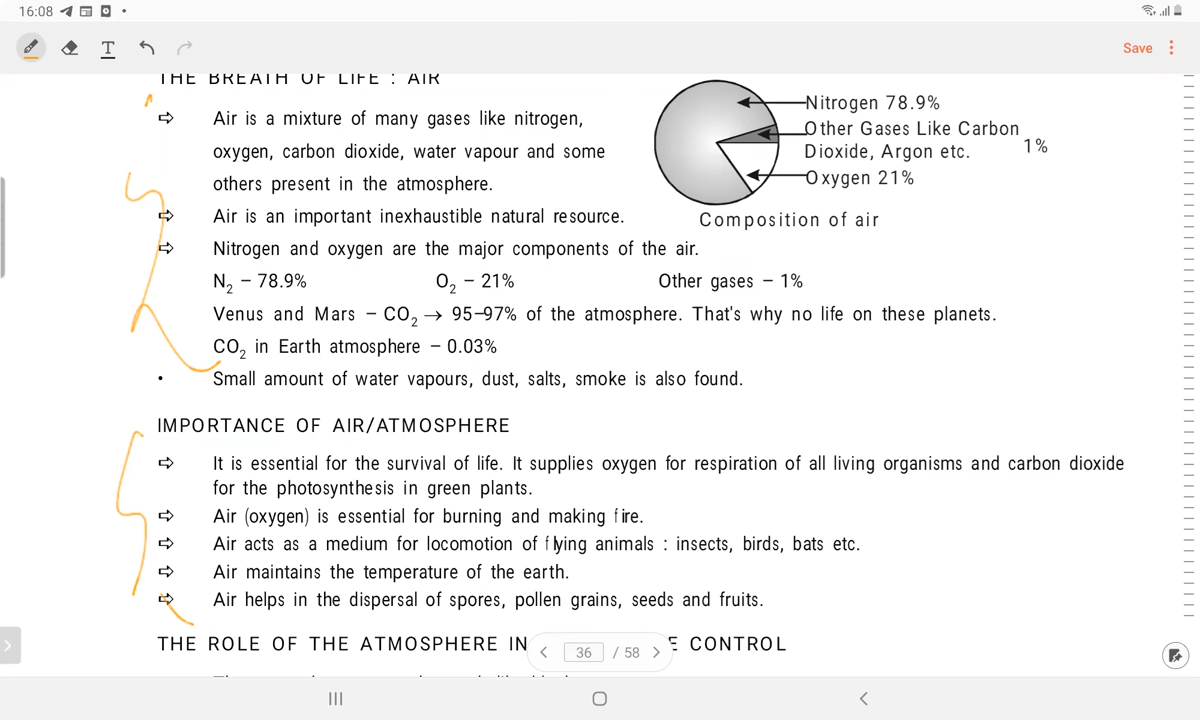 16:08
Save
THE BREATH OF LIFE : AIR
⇨ Air is a mixture of many gases like nitrogen,
oxygen, carbon dioxide, water vapour and some
others present in the atmosphere.
Nitrogen 78.9%
Other Gases Like Carbon
Dioxide, Argon etc. 1%
Oxygen 21%
Composition of air
⇨ Air is an important inexhaustible natural resource.
⇨ Nitrogen and oxygen are the major components of the air.
N₂ – 78.9% O₂ – 21% Other gases – 1%
Venus and Mars – CO₂ → 95–97% of the atmosphere. That's why no life on these planets.
CO₂ in Earth atmosphere – 0.03%
• Small amount of water vapours, dust, salts, smoke is also found.
IMPORTANCE OF AIR/ATMOSPHERE
⇨ It is essential for the survival of life. It supplies oxygen for respiration of all living organisms and carbon dioxide
for the photosynthesis in green plants.
⇨ Air (oxygen) is essential for burning and making fire.
⇨ Air acts as a medium for locomotion of flying animals : insects, birds, bats etc.
⇨ Air maintains the temperature of the earth.
⇨ Air helps in the dispersal of spores, pollen grains, seeds and fruits.
THE ROLE OF THE ATMOSPHERE IN CONTROL
36 / 58